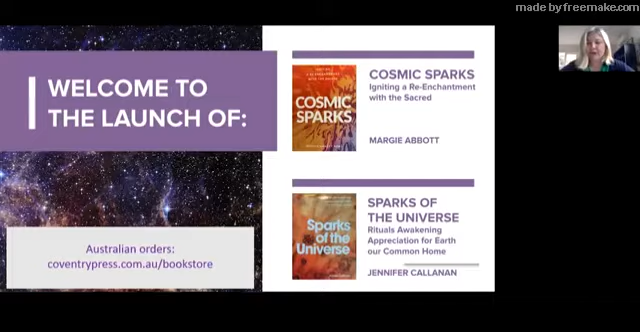 made by freemake.com
WELCOME TO
THE LAUNCH OF:
COSMIC
SPARKS
COSMIC SPARKS
Igniting a Re-Enchantment
with the Sacred
MARGIE ABBOTT
Sparks
of the
Universe
SPARKS OF
THE UNIVERSE
Rituals Awakening
Appreciation for Earth
our Common Home
JENNIFER CALLANAN
Australian orders:
coventrypress.com.au/bookstore